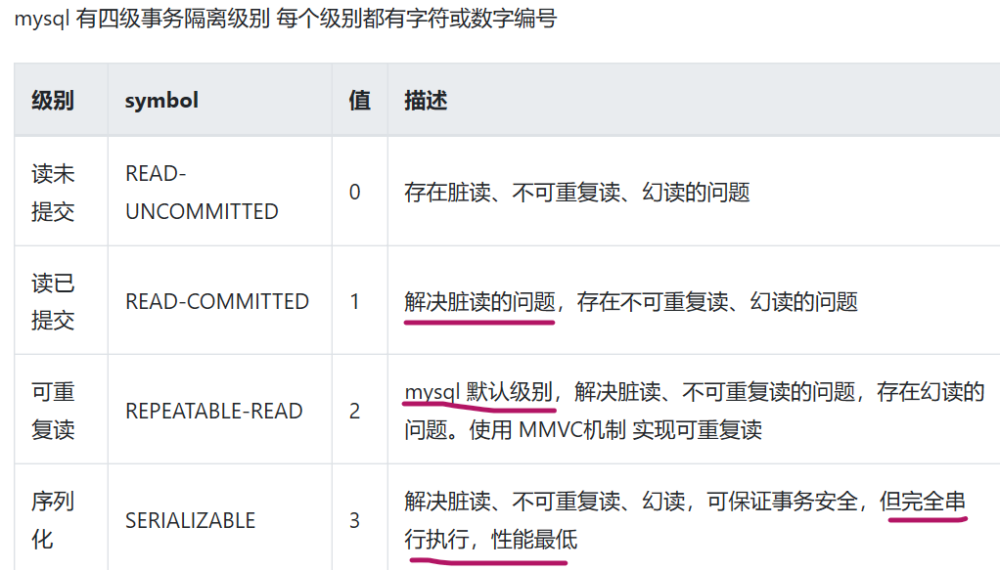 mysql 有四级事务隔离级别 每个级别都有字符或数字编号
级别 symbol 值 描述
读未
提交
READ-
UNCOMMITTED
0
存在脏读、不可重复读、幻读的问题
读已
提交
READ-COMMITTED
1
解决脏读的问题，存在不可重复读、幻读的问题
可重
复读
REPEATABLE-READ
2
mysql 默认级别，解决脏读、不可重复读的问题，存在幻读的
问题。使用 MMVC机制 实现可重复读
序列
化
SERIALIZABLE
3
解决脏读、不可重复读、幻读，可保证事务安全，但完全串
行执行，性能最低